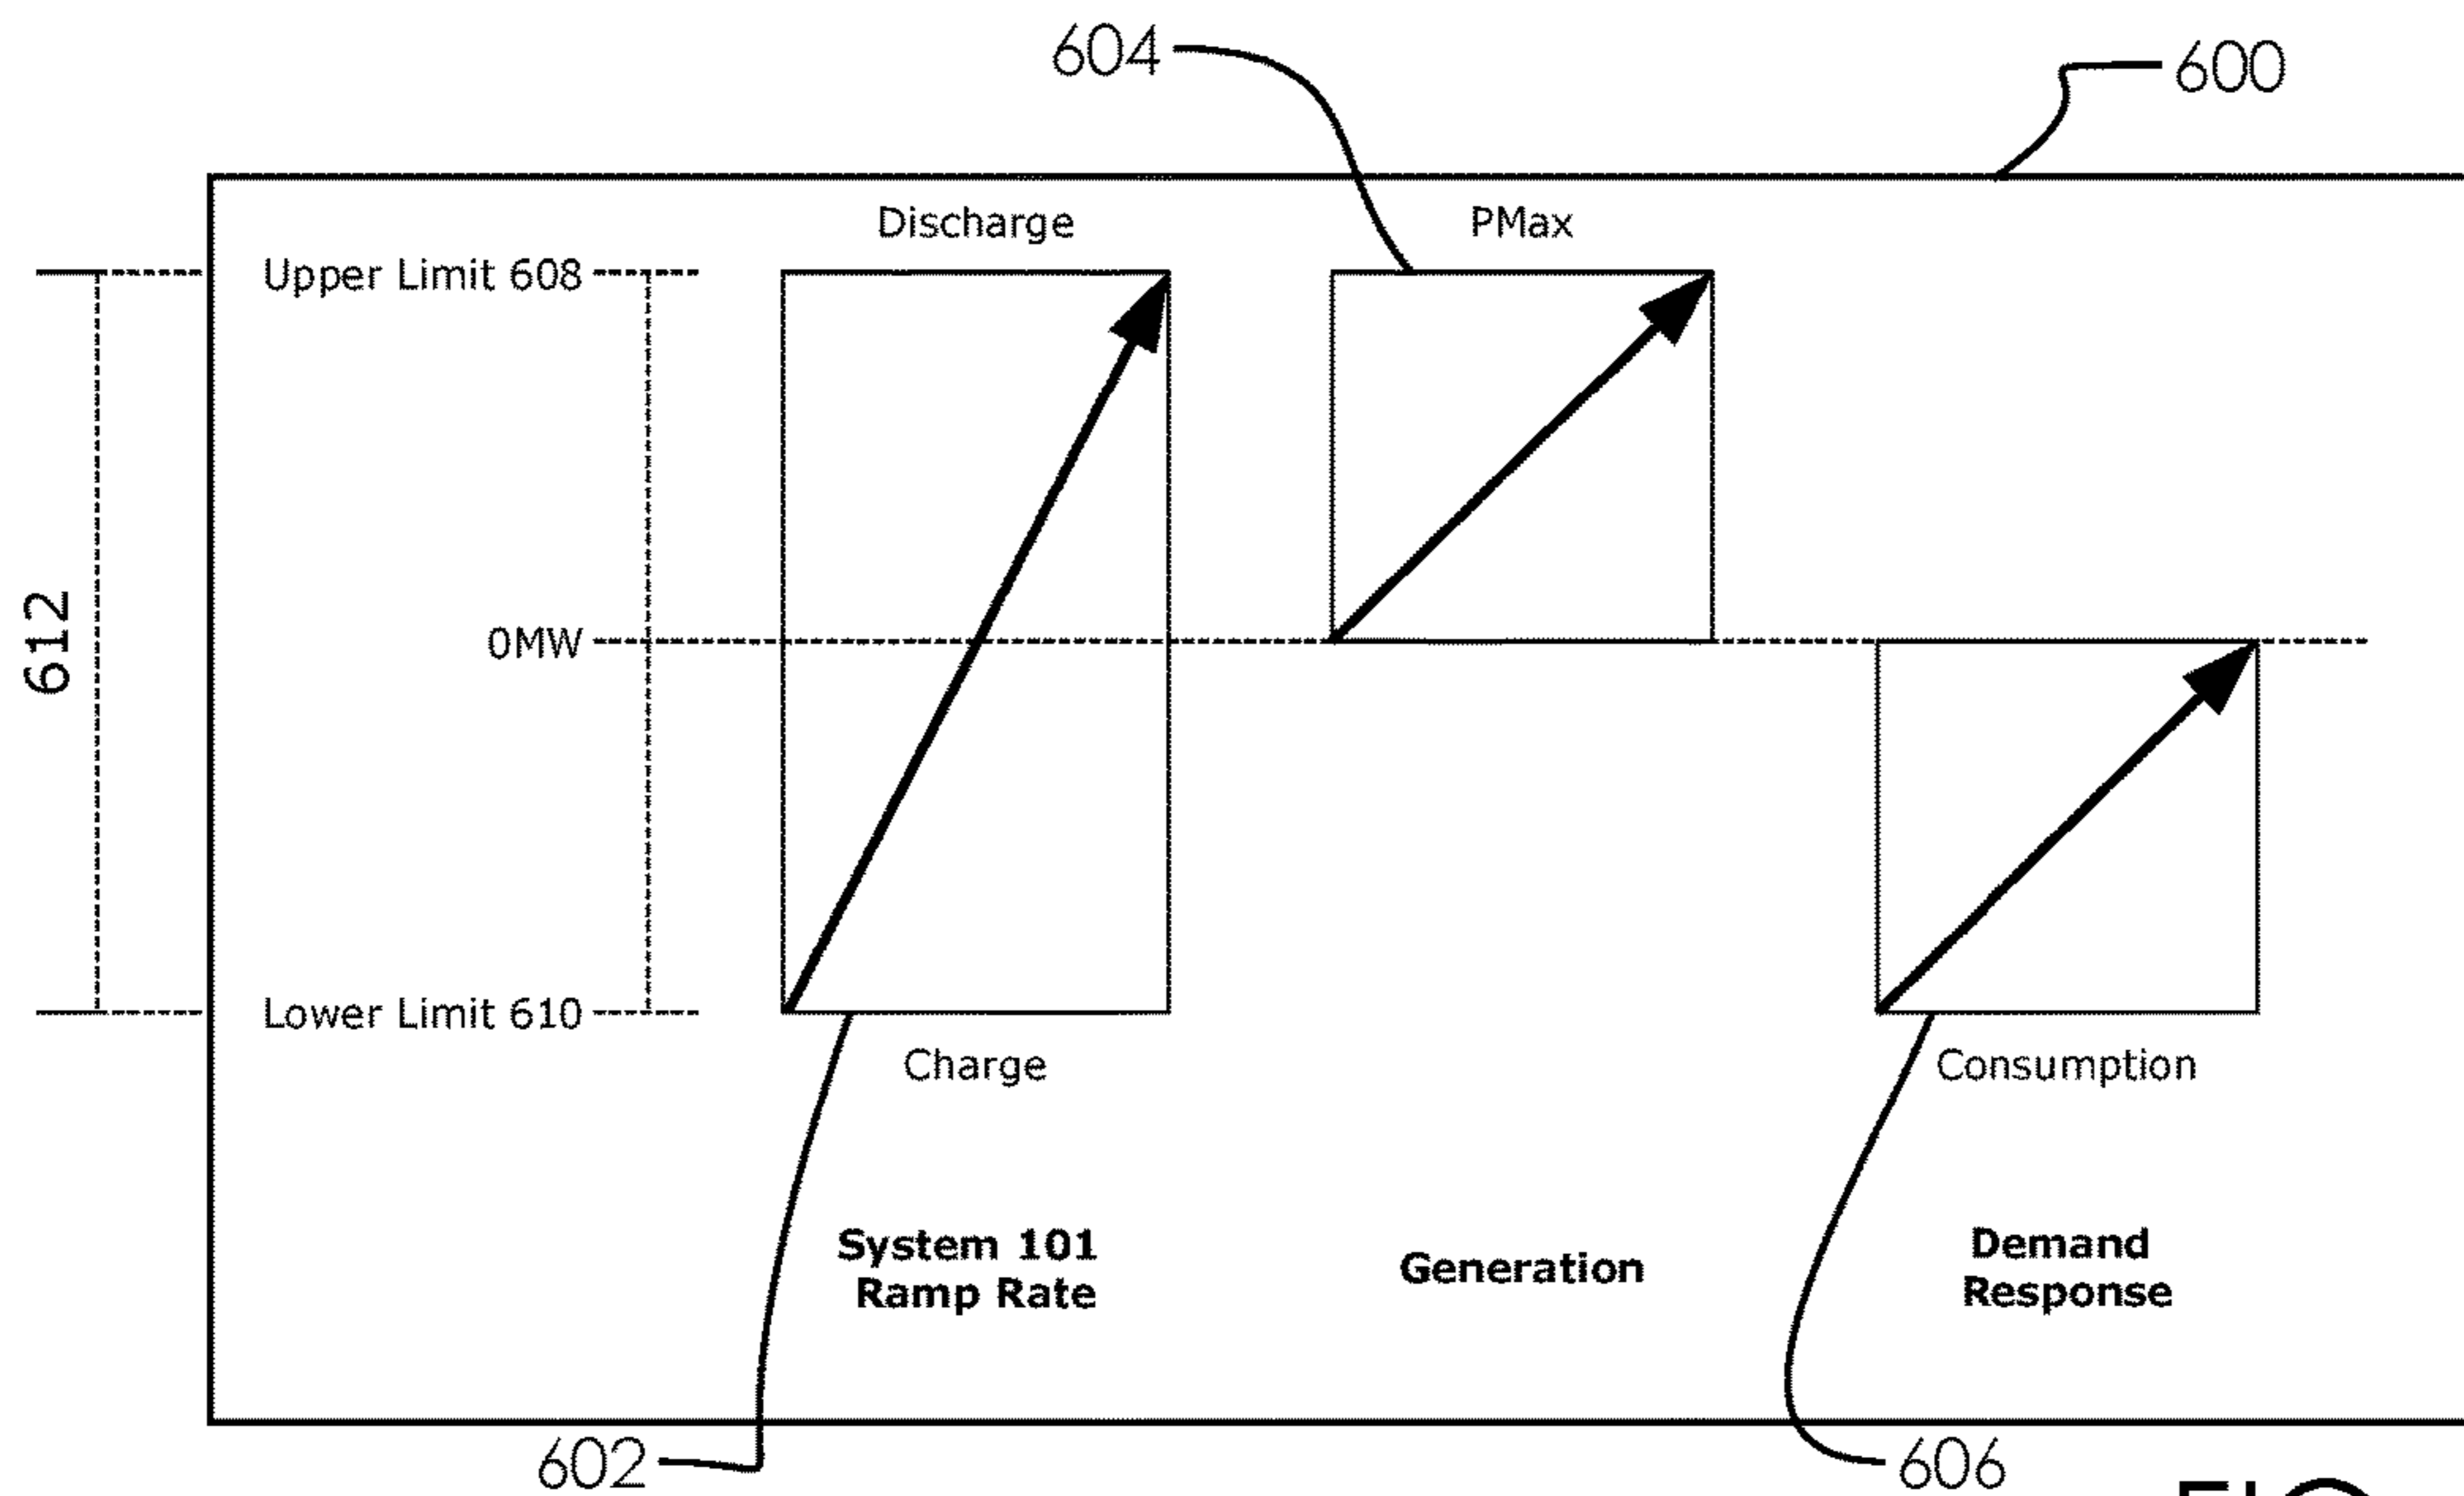 604
600
Discharge
PMax
Upper Limit 608
612
0MW
Lower Limit 610
Charge
Consumption
System 101
Ramp Rate
Generation
Demand
Response
602
606